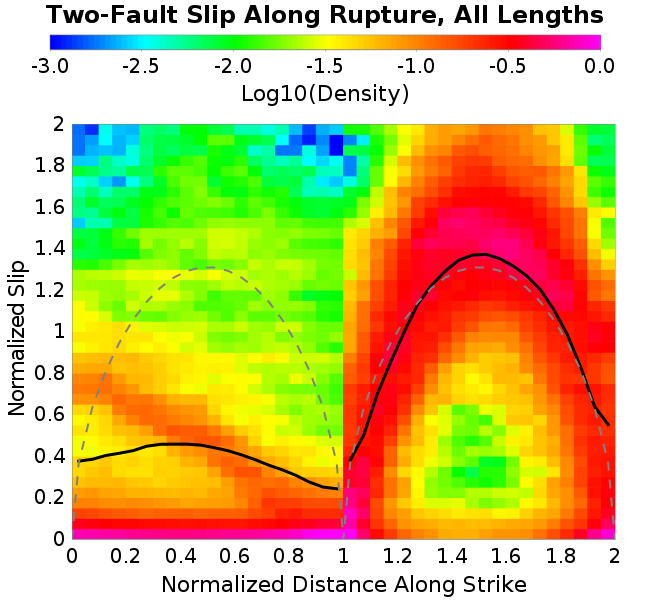 Two-Fault Slip Along Rupture, All Lengths
-3.0 -2.5 -2.0 -1.5 -1.0 -0.5 0.0
Log10(Density)
Normalized Slip
2
1.8
1.6
1.4
1.2
1
0.8
0.6
0.4
0.2
0
0 0.2 0.4 0.6 0.8 1 1.2 1.4 1.6 1.8 2
Normalized Distance Along Strike